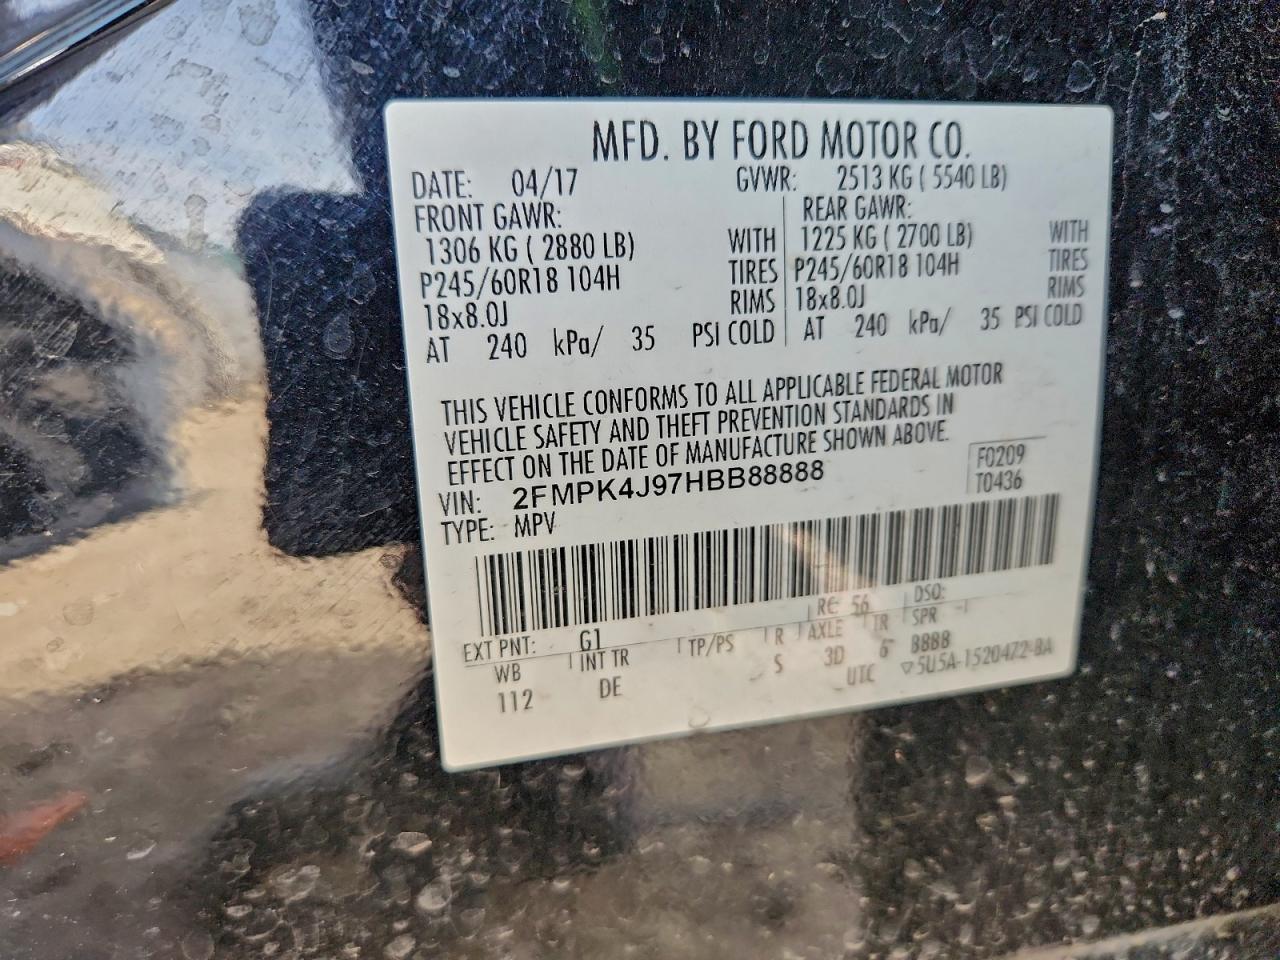 MFD. BY FORD MOTOR CO.
DATE: 04/17 GVWR: 2513 KG ( 5540 LB)
FRONT GAWR: REAR GAWR:
1306 KG ( 2880 LB) WITH 1225 KG ( 2700 LB) WITH
P245/60R18 104H TIRES P245/60R18 104H TIRES
18x8.0J RIMS 18x8.0J RIMS
AT 240 kPa/ 35 PSI COLD AT 240 kPa/ 35 PSI COLD
THIS VEHICLE CONFORMS TO ALL APPLICABLE FEDERAL MOTOR
VEHICLE SAFETY AND THEFT PREVENTION STANDARDS IN
EFFECT ON THE DATE OF MANUFACTURE SHOWN ABOVE.
VIN: 2FMPK4J97HBB88888 F0209
TYPE: MPV T0436
EXT PNT: G1 RC: 56 DSO:
WB INT TR TP/PS R AXLE TR SPR
112 DE S 3D 6 8888
UTC ▽5U5A-1520472-BA